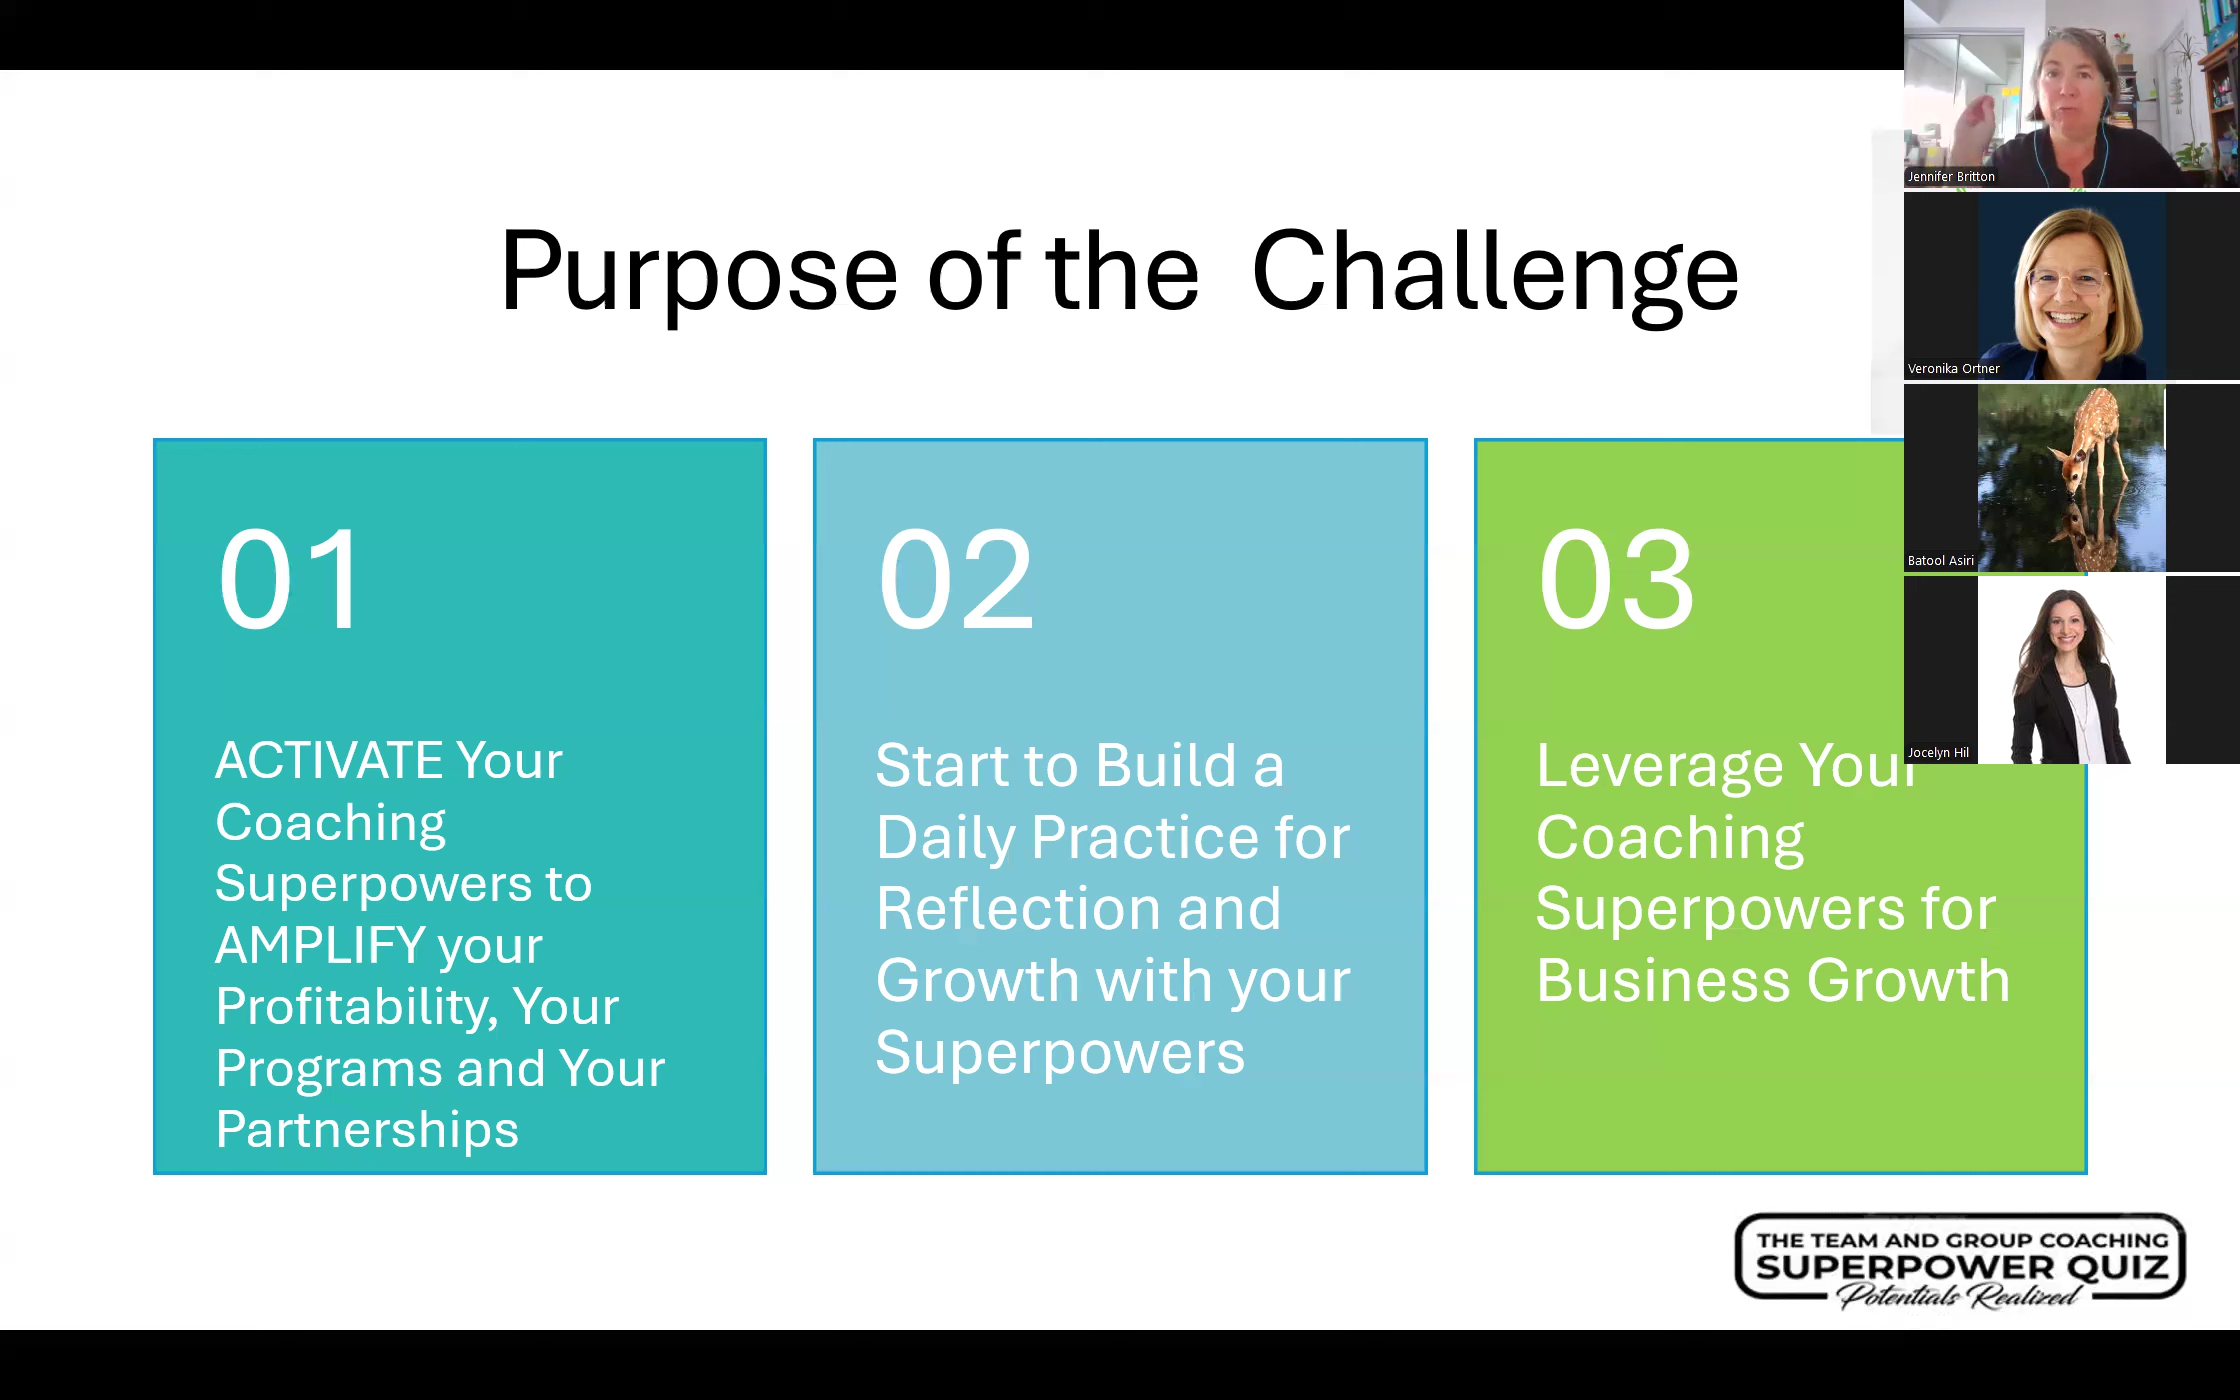 Purpose of the  Challenge
01
ACTIVATE Your
Coaching
Superpowers to
AMPLIFY your
Profitability, Your
Programs and Your
Partnerships
02
Start to Build a
Daily Practice for
Reflection and
Growth with your
Superpowers
03
Leverage Your
Coaching
Superpowers for
Business Growth
Jennifer Britton
Veronika Ortner
Batool Asiri
Jocelyn Hil
THE TEAM AND GROUP COACHING
SUPERPOWER QUIZ
Potentials Realized